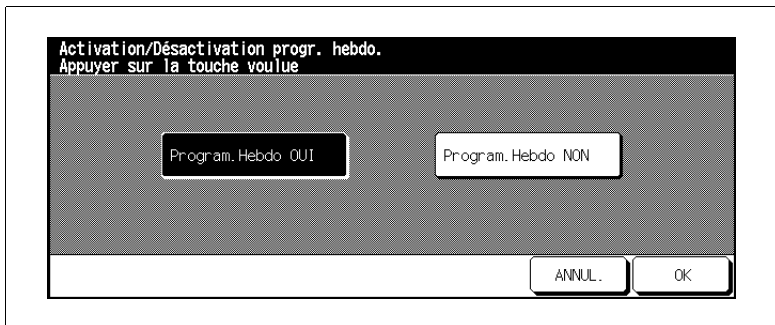 Activation/Désactivation progr. hebdo.
Appuyer sur la touche voulue
Program.Hebdo OUI
Program.Hebdo NON
ANNUL.
OK